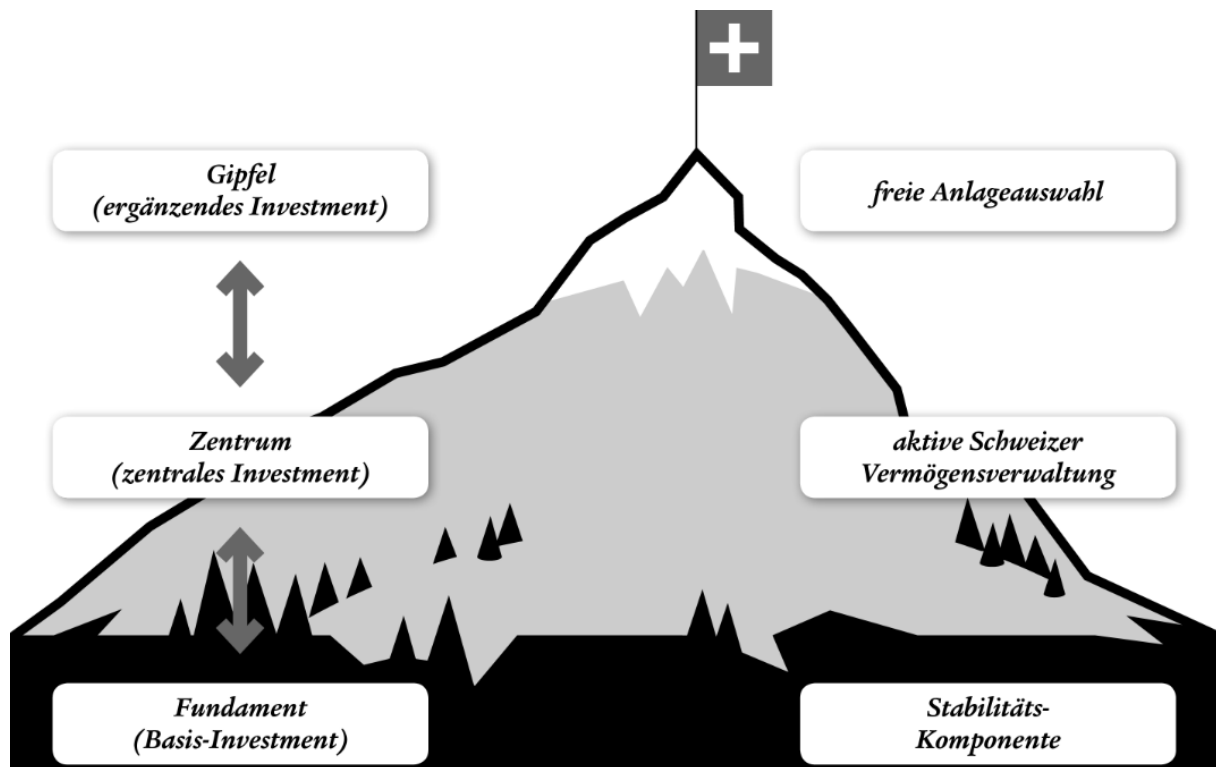 Gipfel
(ergänzendes Investment)
freie Anlageauswahl
Zentrum
(zentrales Investment)
aktive Schweizer
Vermögensverwaltung
Fundament
(Basis-Investment)
Stabilitäts-
Komponente